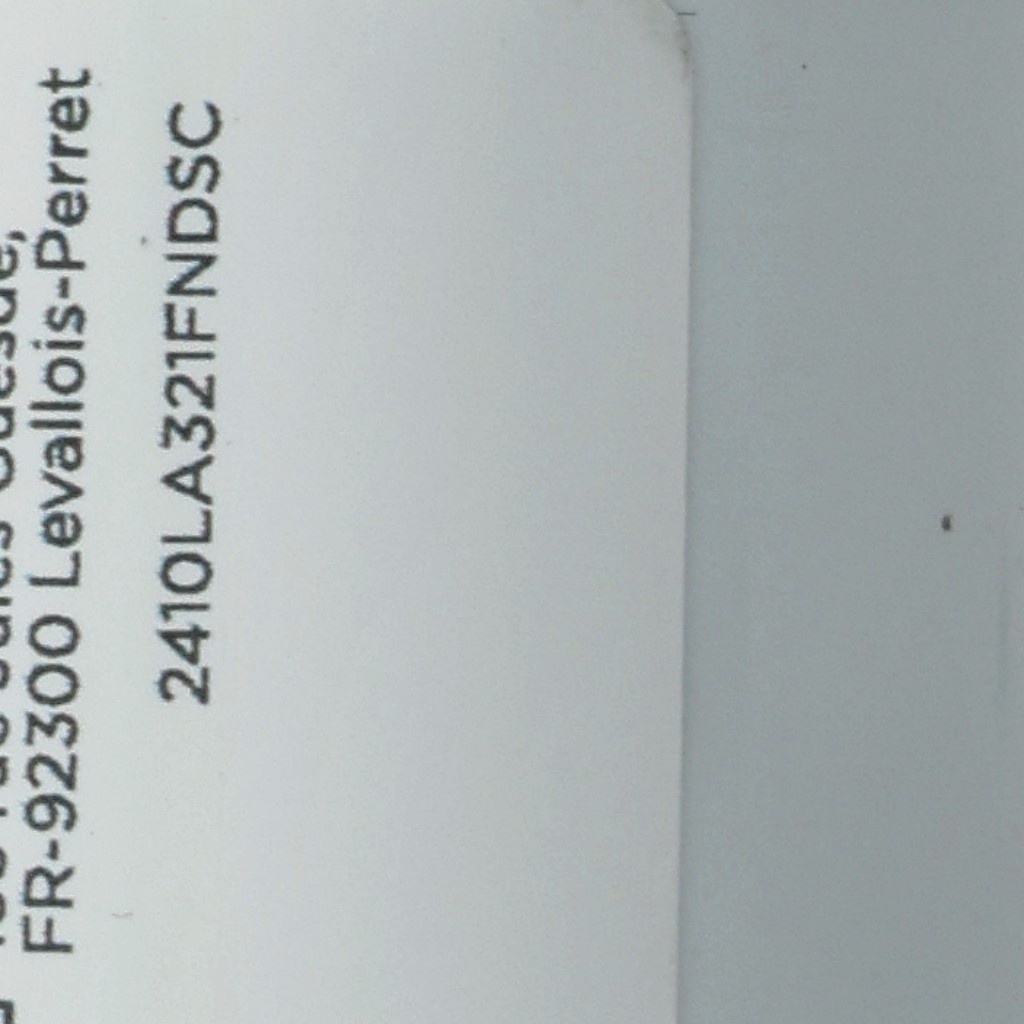 FR-92300 Levallois-Perret
2410LA321FNDSC